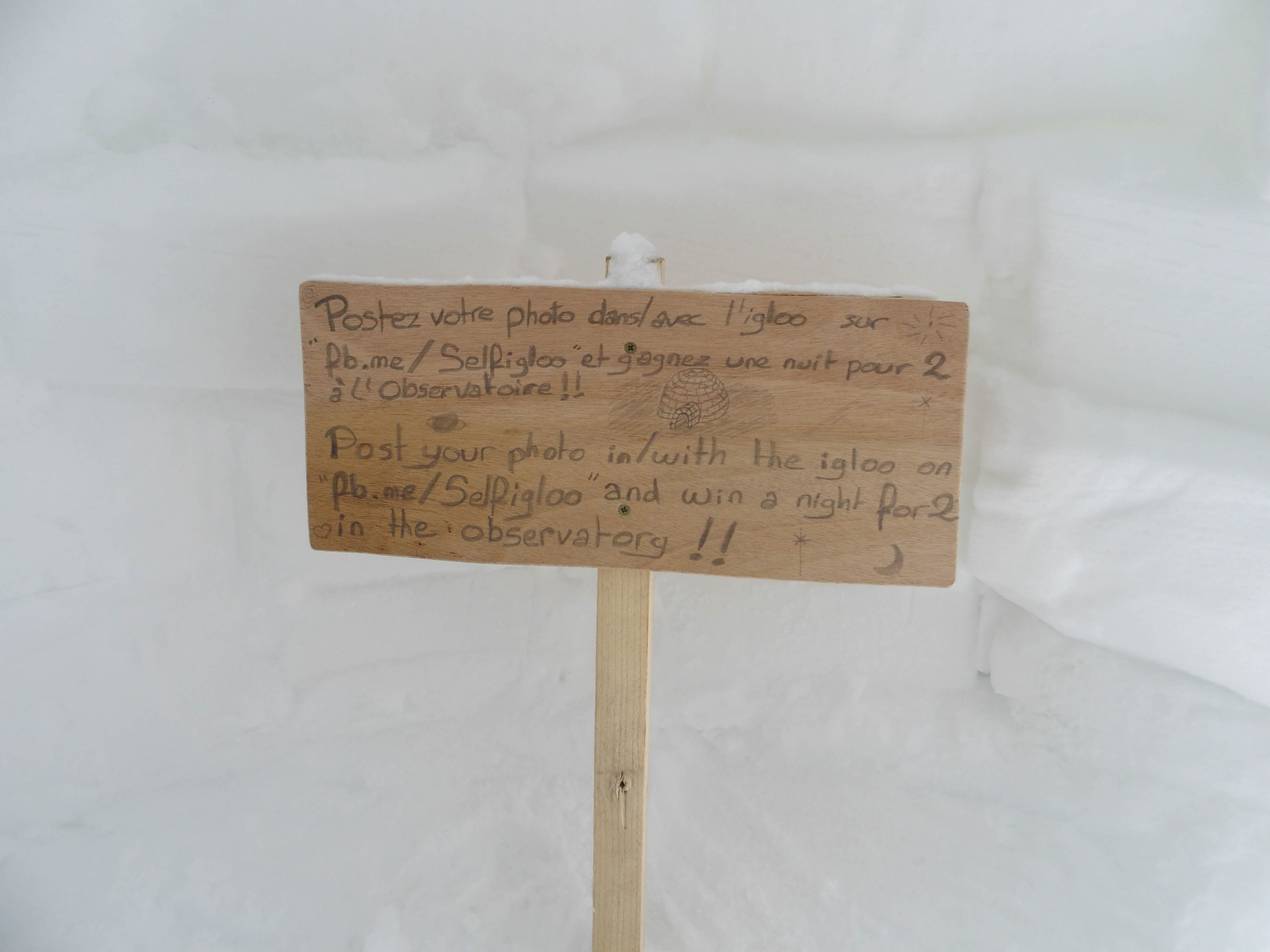 Postez votre photo dans/avec l'igloo sur
"fb.me/Selfigloo" et gagnez une nuit pour 2
à l'Observatoire !!
Post your photo in/with the igloo on
"fb.me/Selfigloo" and win a night for 2
in the observatory !!